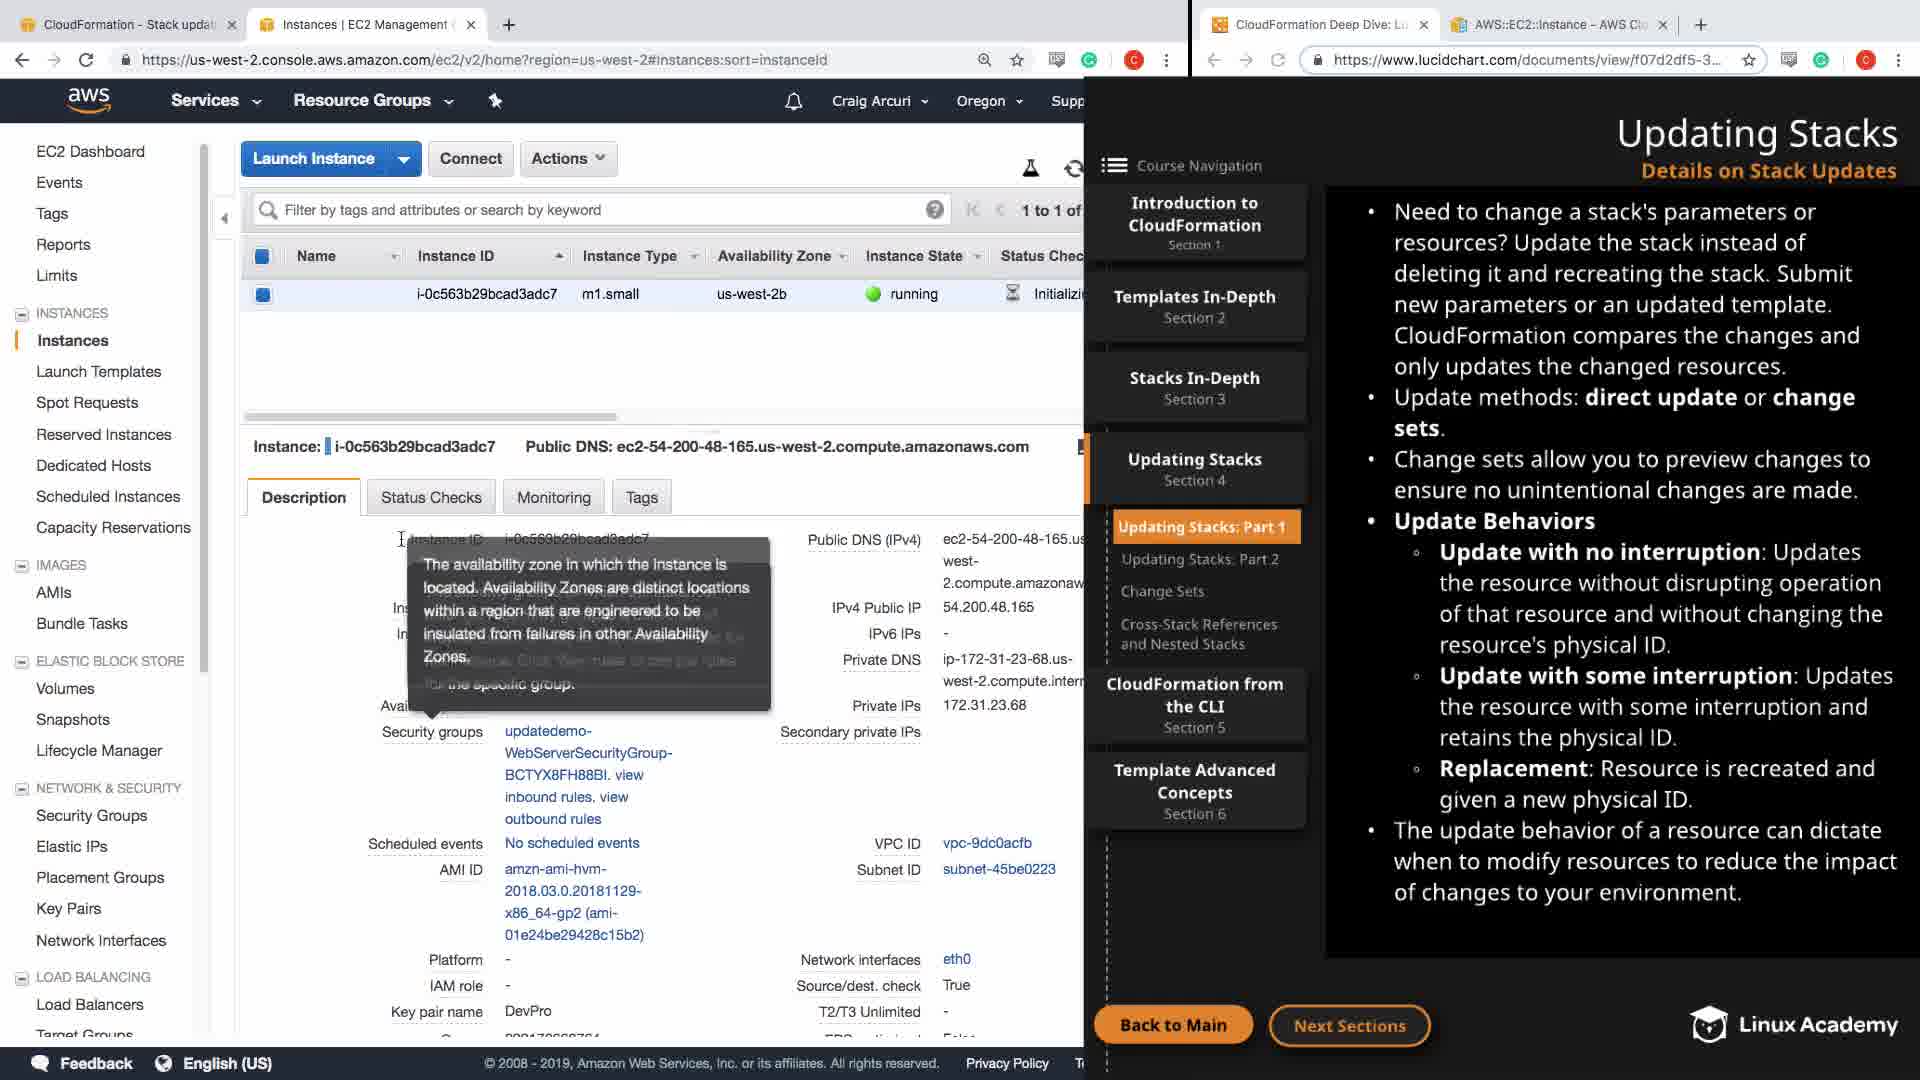 CloudFormation - Stack updat
Instances | EC2 Management
CloudFormation Deep Dive: Lu
AWS::EC2::Instance - AWS Clo
https://us-west-2.console.aws.amazon.com/ec2/v2/home?region=us-west-2#Instances:sort=instanceId
https://www.lucidchart.com/documents/view/f07d2df5-3...
aws
Services
Resource Groups
Craig Arcuri
Oregon
Supp
EC2 Dashboard
Events
Tags
Reports
Limits
INSTANCES
Instances
Launch Templates
Spot Requests
Reserved Instances
Dedicated Hosts
Scheduled Instances
Capacity Reservations
IMAGES
AMIs
Bundle Tasks
ELASTIC BLOCK STORE
Volumes
Snapshots
Lifecycle Manager
NETWORK & SECURITY
Security Groups
Elastic IPs
Placement Groups
Key Pairs
Network Interfaces
LOAD BALANCING
Load Balancers
Target Groups
Launch Instance
Connect
Actions
Filter by tags and attributes or search by keyword
1 to 1 of
Name
Instance ID
Instance Type
Availability Zone
Instance State
Status Chec
i-0c563b29bcad3adc7
m1.small
us-west-2b
running
Initializi
Instance: i-0c563b29bcad3adc7
Public DNS: ec2-54-200-48-165.us-west-2.compute.amazonaws.com
Description
Status Checks
Monitoring
Tags
Instance ID
i-0c563b29bcad3adc7
The availability zone in which the instance is
located. Availability Zones are distinct locations
within a region that are engineered to be
insulated from failures in other Availability
Zones.
for the specific group.
Security groups
updatedemo-
WebServerSecurityGroup-
BCTYX8FH88BI. view
inbound rules. view
outbound rules
Scheduled events
No scheduled events
AMI ID
amzn-ami-hvm-
2018.03.0.20181129-
x86_64-gp2 (ami-
01e24be29428c15b2)
Platform
-
IAM role
-
Key pair name
DevPro
Public DNS (IPv4)
ec2-54-200-48-165.us-
west-
2.compute.amazonaw
IPv4 Public IP
54.200.48.165
IPv6 IPs
-
Private DNS
ip-172-31-23-68.us-
west-2.compute.interr
Private IPs
172.31.23.68
Secondary private IPs
VPC ID
vpc-9dc0acfb
Subnet ID
subnet-45be0223
Network interfaces
eth0
Source/dest. check
True
T2/T3 Unlimited
-
Feedback
English (US)
© 2008 - 2019, Amazon Web Services, Inc. or its affiliates. All rights reserved.
Privacy Policy
Updating Stacks
Details on Stack Updates
Course Navigation
Introduction to
CloudFormation
Section 1
Templates In-Depth
Section 2
Stacks In-Depth
Section 3
Updating Stacks
Section 4
Updating Stacks: Part 1
Updating Stacks: Part 2
Change Sets
Cross-Stack References
and Nested Stacks
CloudFormation from
the CLI
Section 5
Template Advanced
Concepts
Section 6
• Need to change a stack's parameters or
resources? Update the stack instead of
deleting it and recreating the stack. Submit
new parameters or an updated template.
CloudFormation compares the changes and
only updates the changed resources.
• Update methods: direct update or change
sets.
• Change sets allow you to preview changes to
ensure no unintentional changes are made.
• Update Behaviors
◦ Update with no interruption: Updates
the resource without disrupting operation
of that resource and without changing the
resource's physical ID.
◦ Update with some interruption: Updates
the resource with some interruption and
retains the physical ID.
◦ Replacement: Resource is recreated and
given a new physical ID.
• The update behavior of a resource can dictate
when to modify resources to reduce the impact
of changes to your environment.
Back to Main
Next Sections
Linux Academy